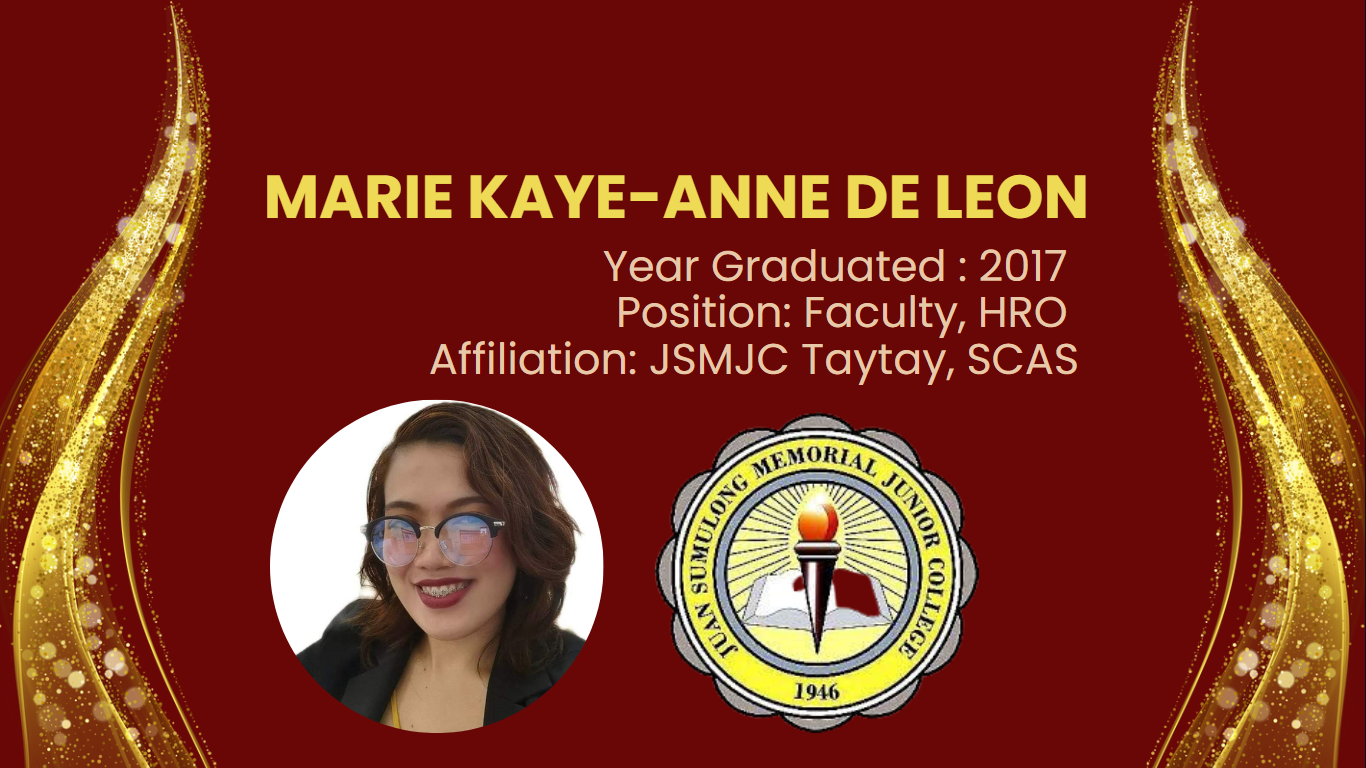 MARIE KAYE-ANNE DE LEON
Year Graduated : 2017
Position: Faculty, HRO
Affiliation: JSMJC Taytay, SCAS
JUAN SUMULONG MEMORIAL JUNIOR COLLEGE
1946